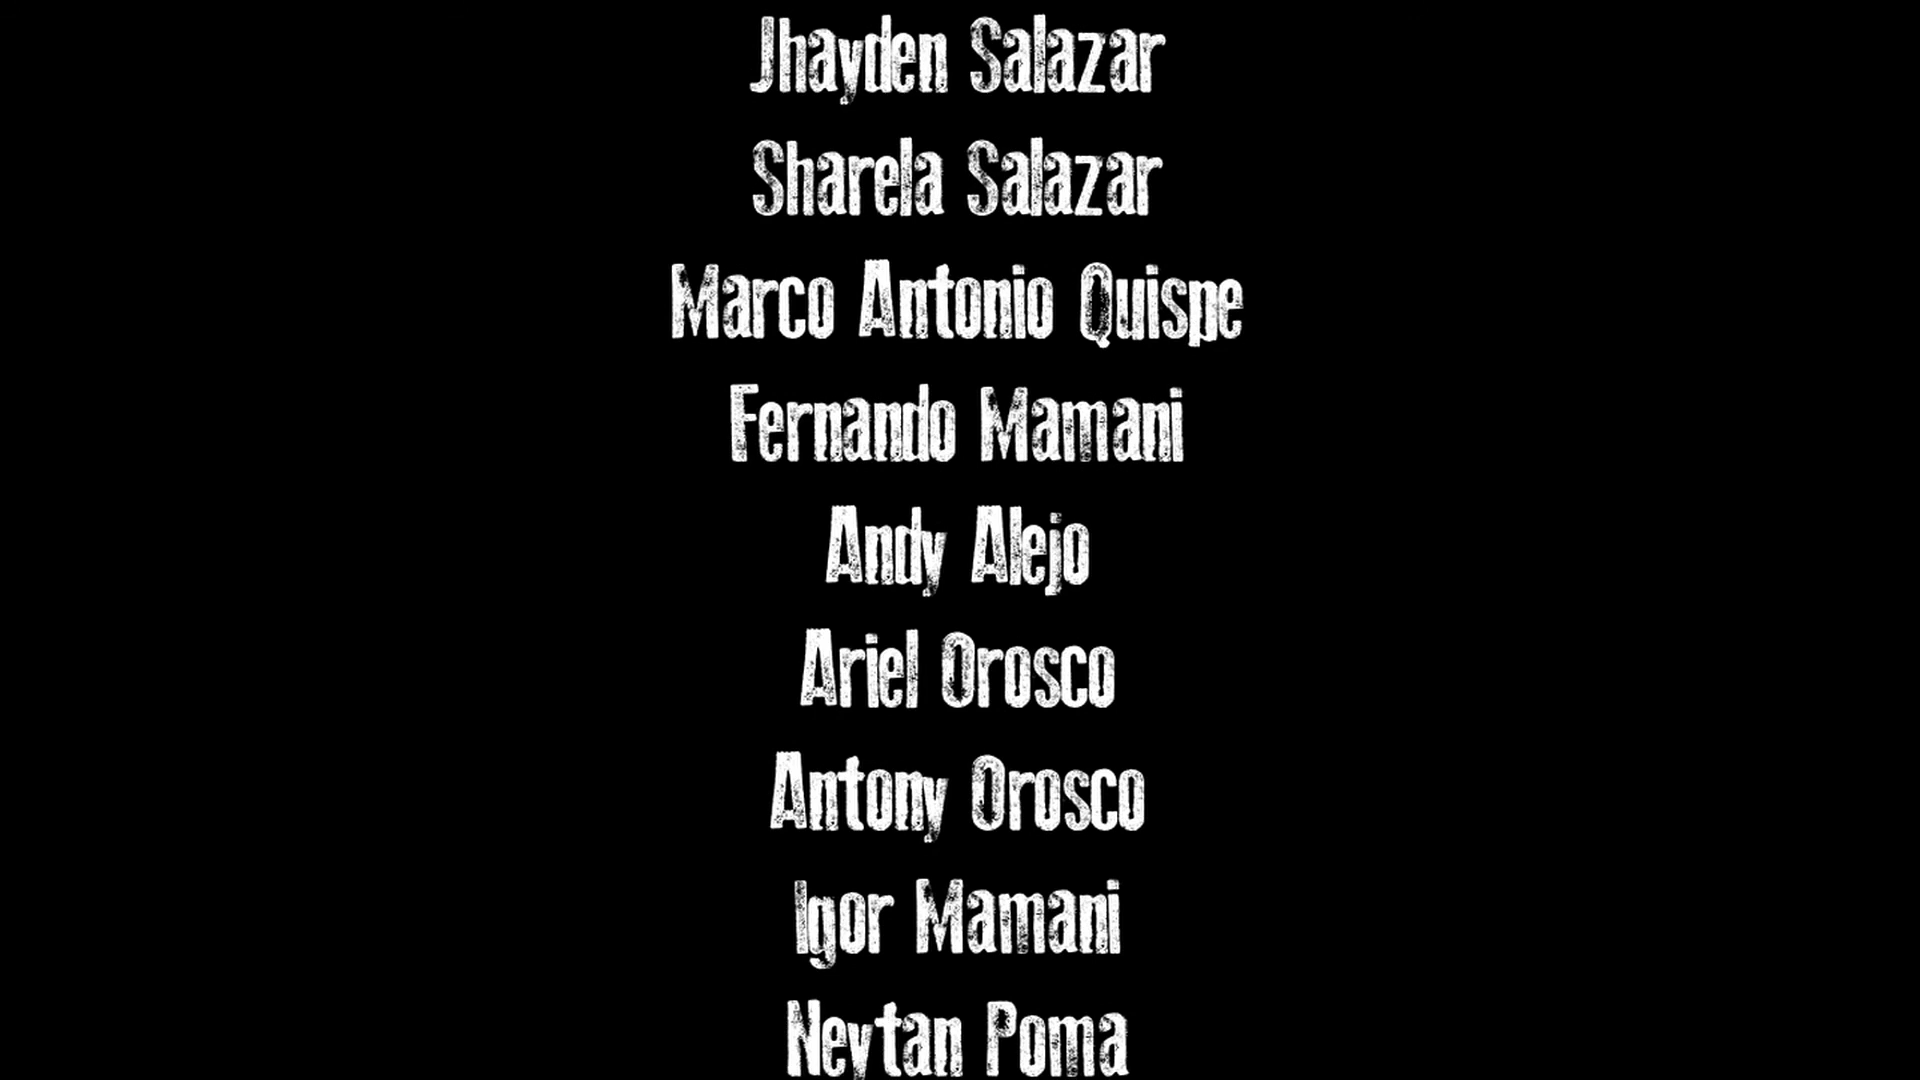 Jhayden Salazar
Sharela Salazar
Marco Antonio Quispe
Fernando Mamani
Andy Alejo
Ariel Orosco
Antony Orosco
Igor Mamani
Neytan Poma